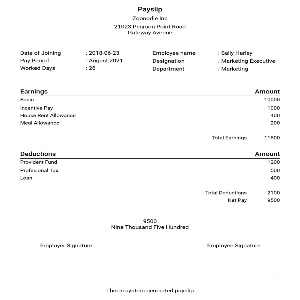 Payslip
Zoonodle Inc
21023 Pearson Point Road
Gateway Avenue
Date of Joining : 2018-06-23 Employee name : Sally Harley
Pay Period : August 2021 Designation : Marketing Executive
Worked Days : 26 Department : Marketing
Earnings Amount
Basic 10000
Incentive Pay 1000
House Rent Allowance 400
Meal Allowance 200
Total Earnings 11600
Deductions Amount
Provident Fund 1200
Professional Tax 500
Loan 400
Total Deductions 2100
Net Pay 9500
9500
Nine Thousand Five Hundred
Employer Signature Employee Signature
This is system generated payslip